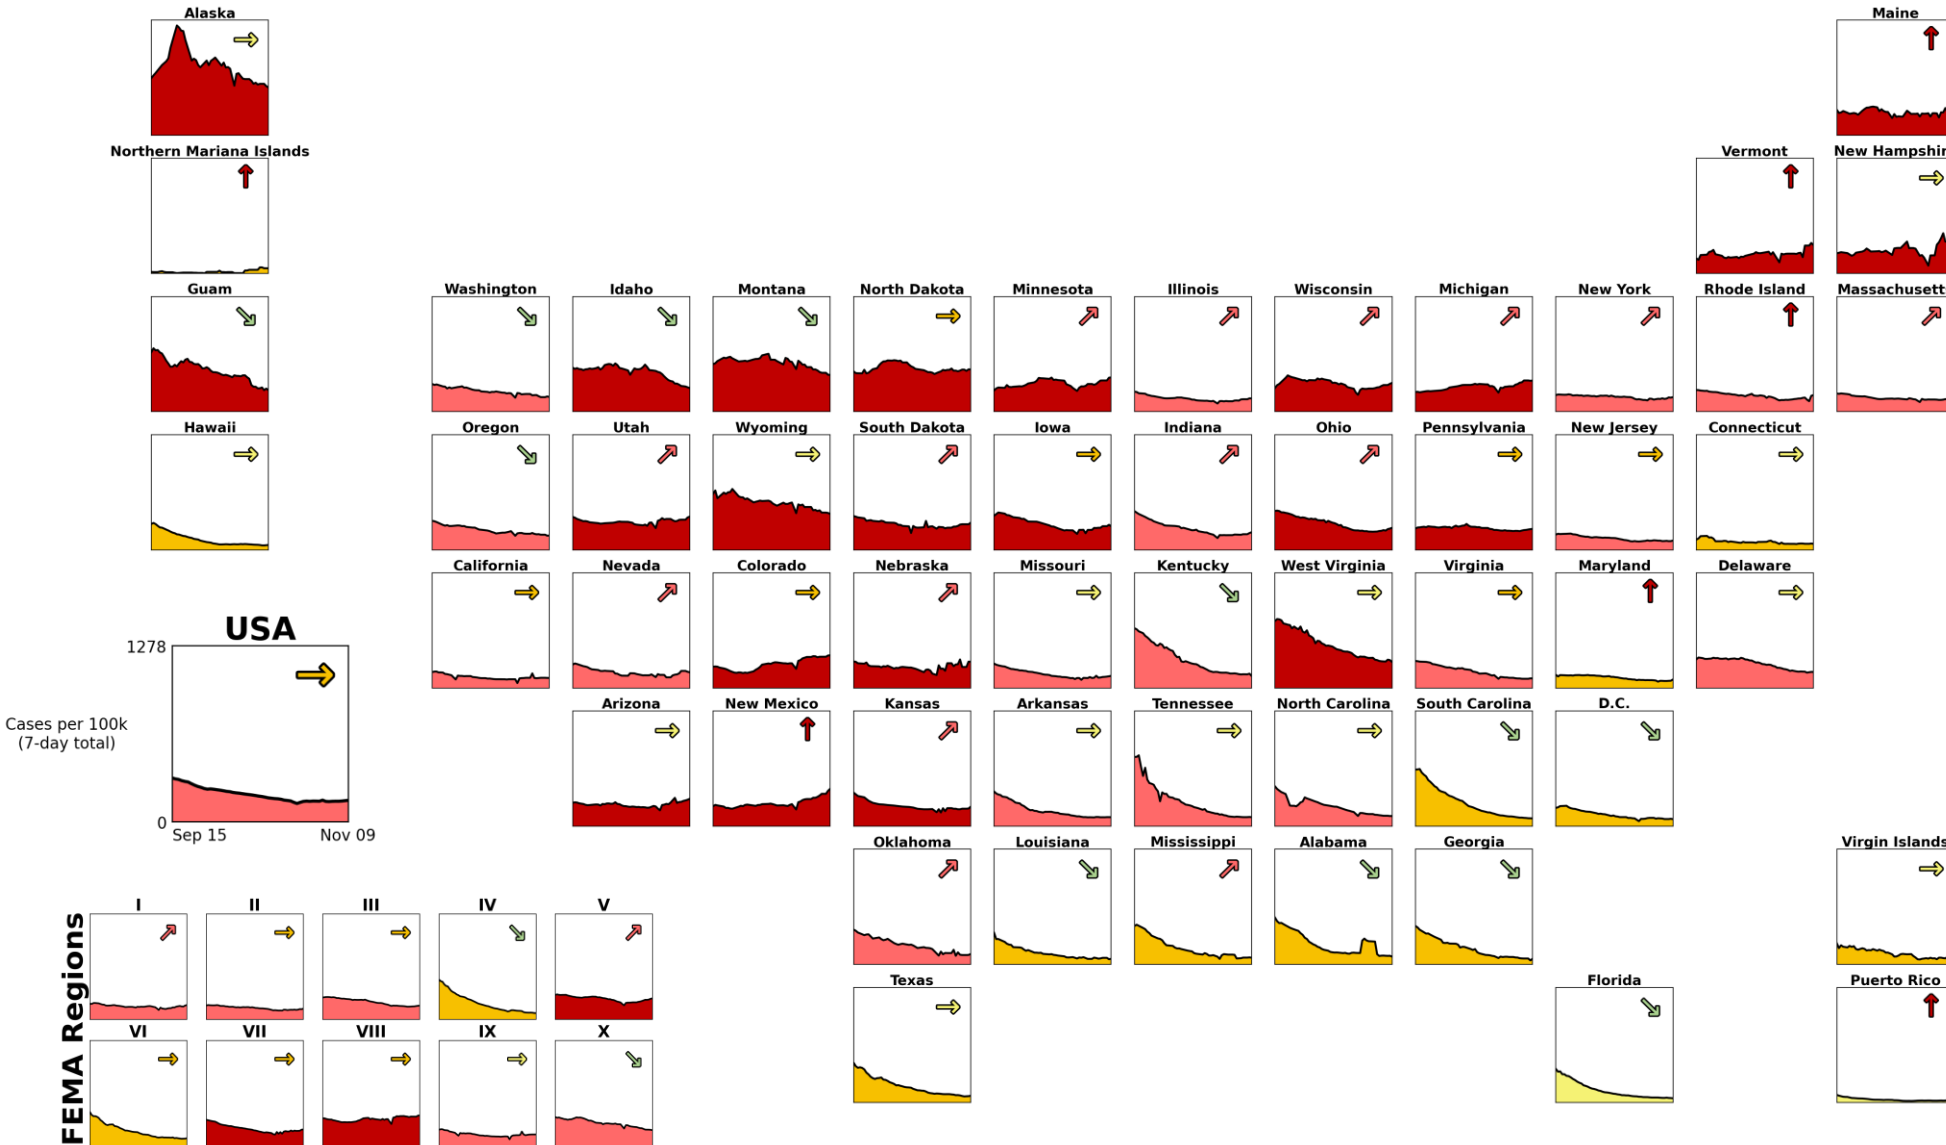 Alaska
Maine
Northern Mariana Islands
Vermont
New Hampshir
Guam
Washington
Idaho
Montana
North Dakota
Minnesota
Illinois
Wisconsin
Michigan
New York
Rhode Island
Massachusett
Hawaii
Oregon
Utah
Wyoming
South Dakota
Iowa
Indiana
Ohio
Pennsylvania
New Jersey
Connecticut
California
Nevada
Colorado
Nebraska
Missouri
Kentucky
West Virginia
Virginia
Maryland
Delaware
USA
1278
Cases per 100k
(7-day total)
0
Sep 15
Nov 09
Arizona
New Mexico
Kansas
Arkansas
Tennessee
North Carolina
South Carolina
D.C.
Oklahoma
Louisiana
Mississippi
Alabama
Georgia
Virgin Islands
Texas
Florida
Puerto Rico
FEMA Regions
I
II
III
IV
V
VI
VII
VIII
IX
X